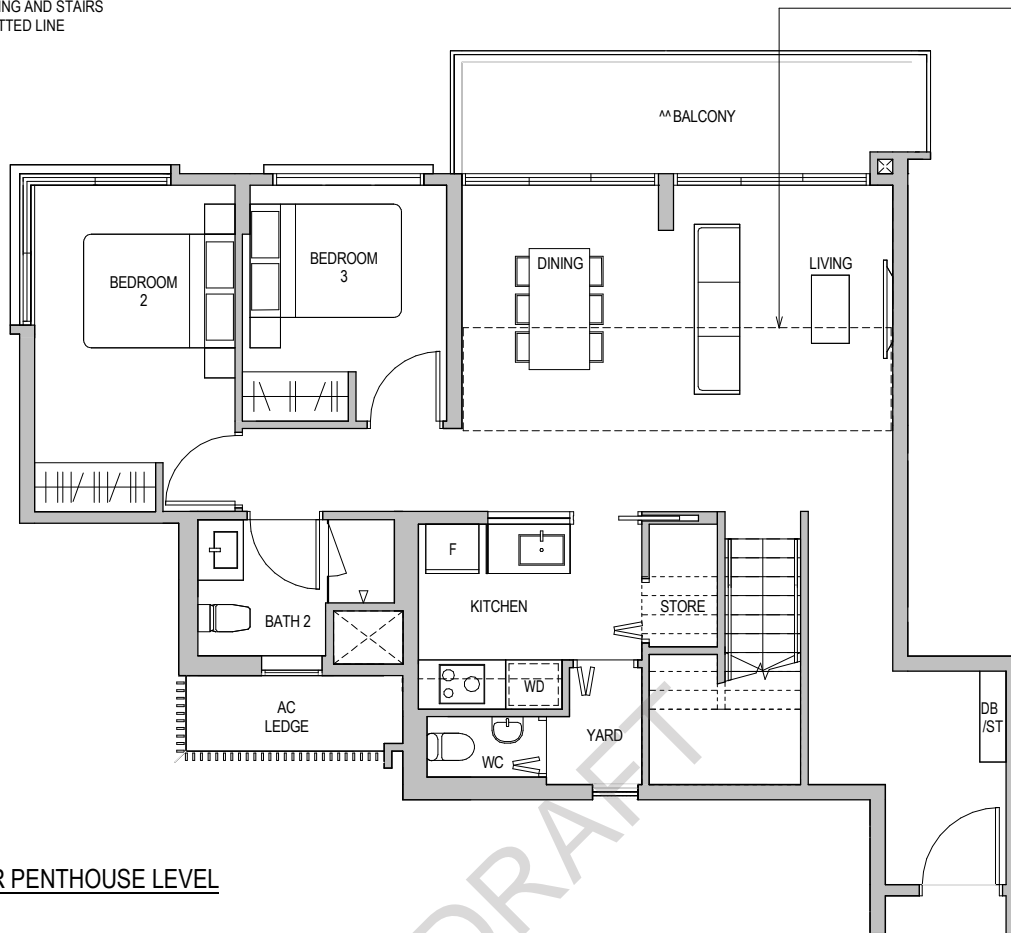 TTED LINE
ING AND STAIRS
^^BALCONY
BEDROOM
2
BEDROOM
3
DINING
LIVING
F
KITCHEN
STORE
BATH 2
WD
AC
LEDGE
WC
YARD
DB
/ST
R PENTHOUSE LEVEL
DRAFT